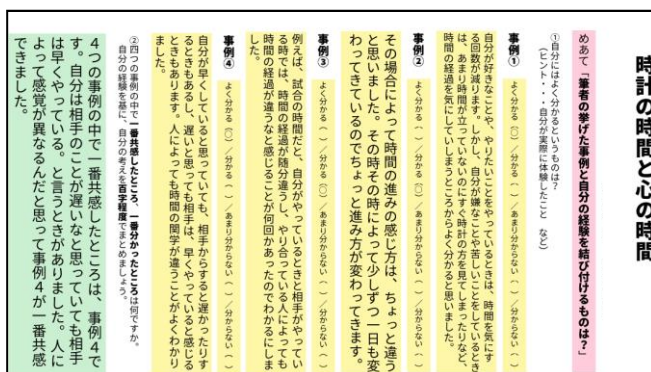 時計の時間と心の時間
めあて「筆者の挙げた事例と自分の経験を結び付けるものは？」
①自分にはよく分かるというものは？
（ヒント・・・自分が実際に体験したこと　など）
事例①　よく分かる（○）／分かる（　）／あまり分からない（　）／分からない（　）
自分が好きなことや、やりたいことをやっているときは、時間を気にす
る回数が減ります。しかし、自分が嫌なことや苦しいことをしているとき
は、あまり時間が立っていないのにすぐ時計の方を見てしまったりなど、
時間の経過を気にしていしまうところからよく分かると思いました。
事例②　よく分かる（　）／分かる（○）／あまり分からない（　）／分からない（　）
その場合によって時間の進みの感じ方は、ちょっと違う
と思いました。その時その時によって少しずつ一日も変
わってきているのでちょっと進み方が変わってきます。
事例③　よく分かる（　）／分かる（○）／あまり分からない（　）／分からない（　）
例えば、試合の時間だと、自分がやっているときと相手がやってい
る時では、時間の経過が随分違うし、やり合っている人によっても
時間の経過が違うなと感じることが何回かあったのでわかるにしま
した。
事例④　よく分かる（○）／分かる（　）／あまり分からない（　）／分からない（　）
自分が早くしていると思っていても、相手からすると遅かったりす
るときもあるし、遅いと思っても相手は、早くやっていると感じる
ときもあります。人によっても時間の関学が違うことがよくわかり
ました。
②四つの事例の中で一番共感したところ、一番分かったところは何ですか。
自分の経験を基に、自分の考えを百字程度でまとめましょう。
４つの事例の中で一番共感したところは、事例４で
す。自分は相手のことが遅いなと思っていても相手
は早くやっている。と言うときがありました。人に
よって感覚が異なるんだと思って事例４が一番共感
できました。